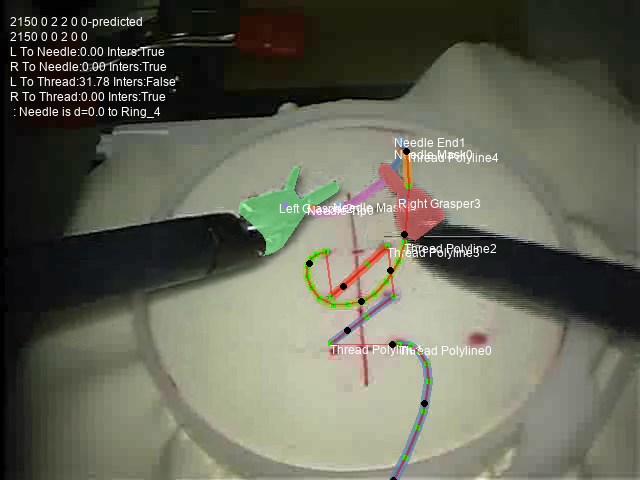 2150 0 2 2 0 0-predicted
2150 0 0 2 0 0
L To Needle:0.00 Inters:True
R To Needle:0.00 Inters:True
L To Thread:31.78 Inters:False
R To Thread:0.00 Inters:True
: Needle is d=0.0 to Ring_4
Needle End1
Needle Mask0
Thread Polyline4
Right Grasper3
Thread Polyline2
Thread Polyline0